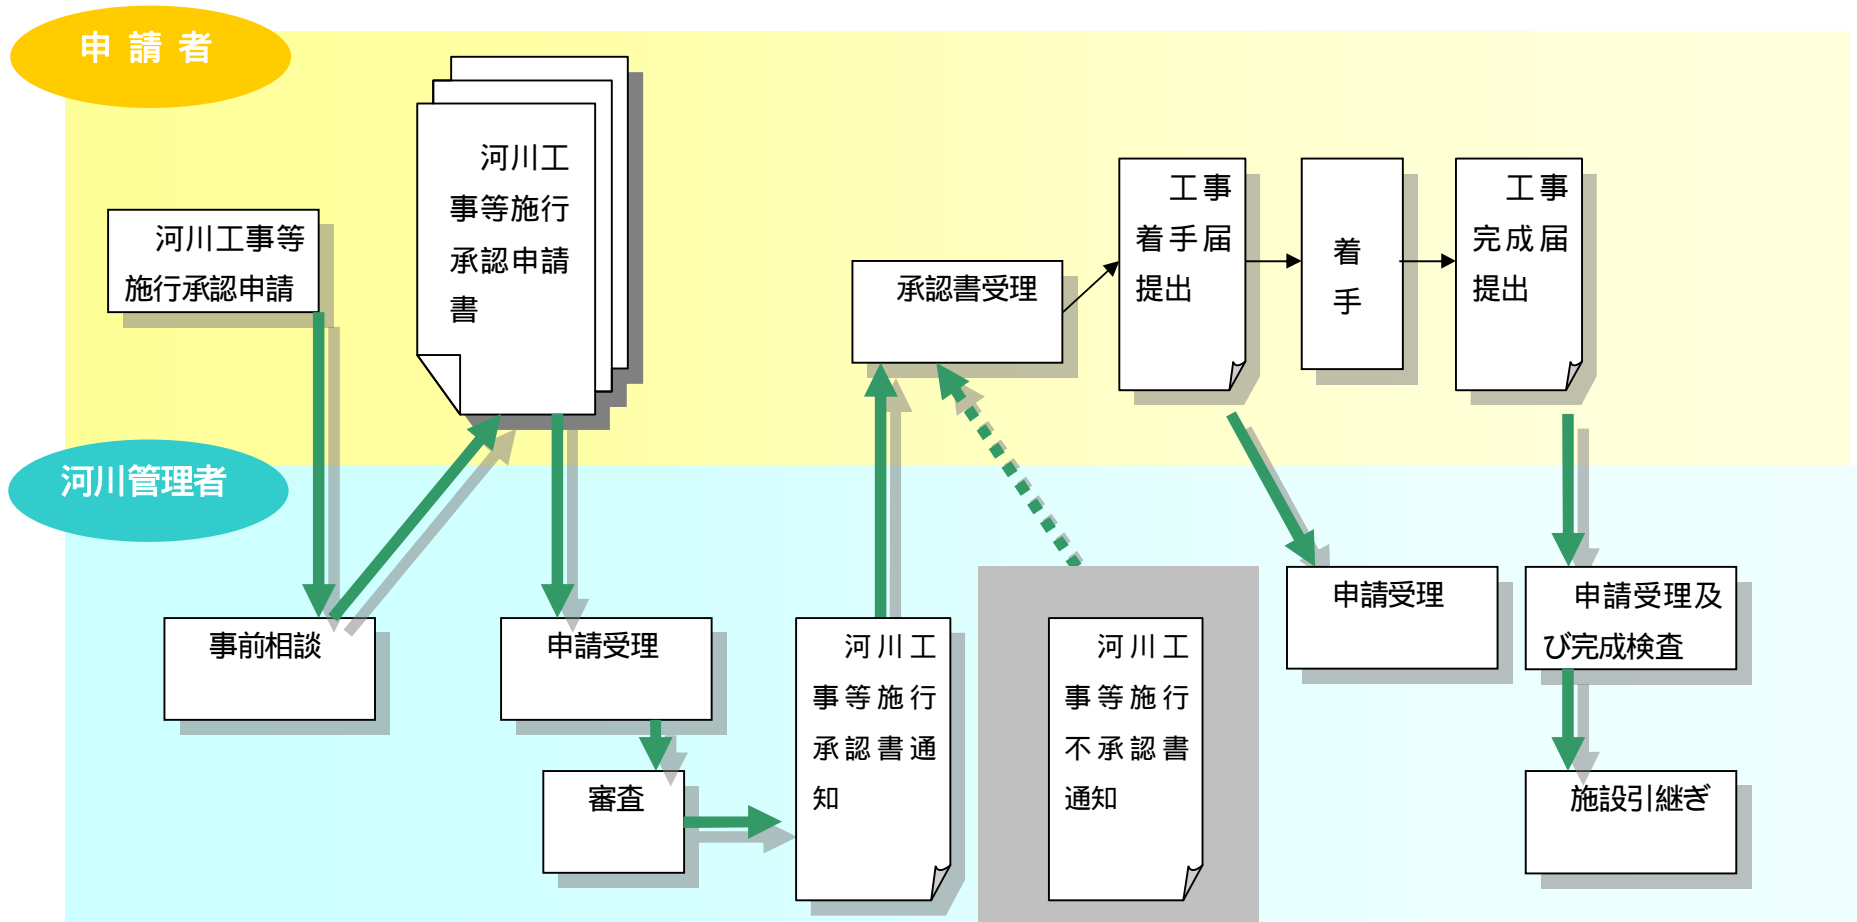 申 請 者
河川工事等
施行承認申請
河川工
事等施行
承認申請
書
承認書受理
工事
着手届
提出
着
手
工事
完成届
提出
河川管理者
事前相談
申請受理
審査
河川工
事等施行
承認書通
知
河川工
事等施行
不承認書
通知
申請受理
申請受理及
び完成検査
施設引継ぎ